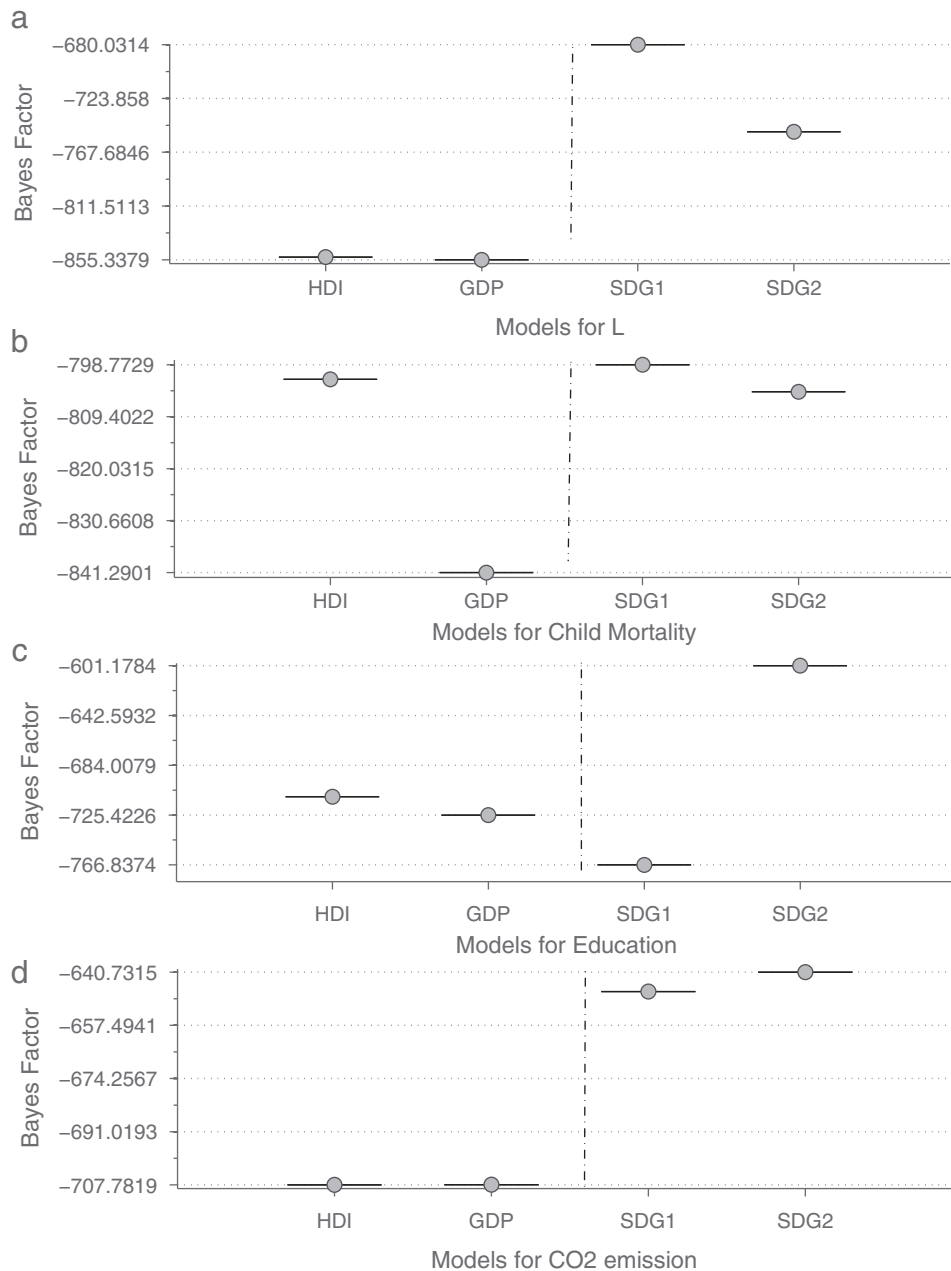 a
Bayes Factor
−680.0314
−723.858
−767.6846
−811.5113
−855.3379
HDI GDP SDG1 SDG2
Models for L
b
Bayes Factor
−798.7729
−809.4022
−820.0315
−830.6608
−841.2901
HDI GDP SDG1 SDG2
Models for Child Mortality
c
Bayes Factor
−601.1784
−642.5932
−684.0079
−725.4226
−766.8374
HDI GDP SDG1 SDG2
Models for Education
d
Bayes Factor
−640.7315
−657.4941
−674.2567
−691.0193
−707.7819
HDI GDP SDG1 SDG2
Models for CO2 emission